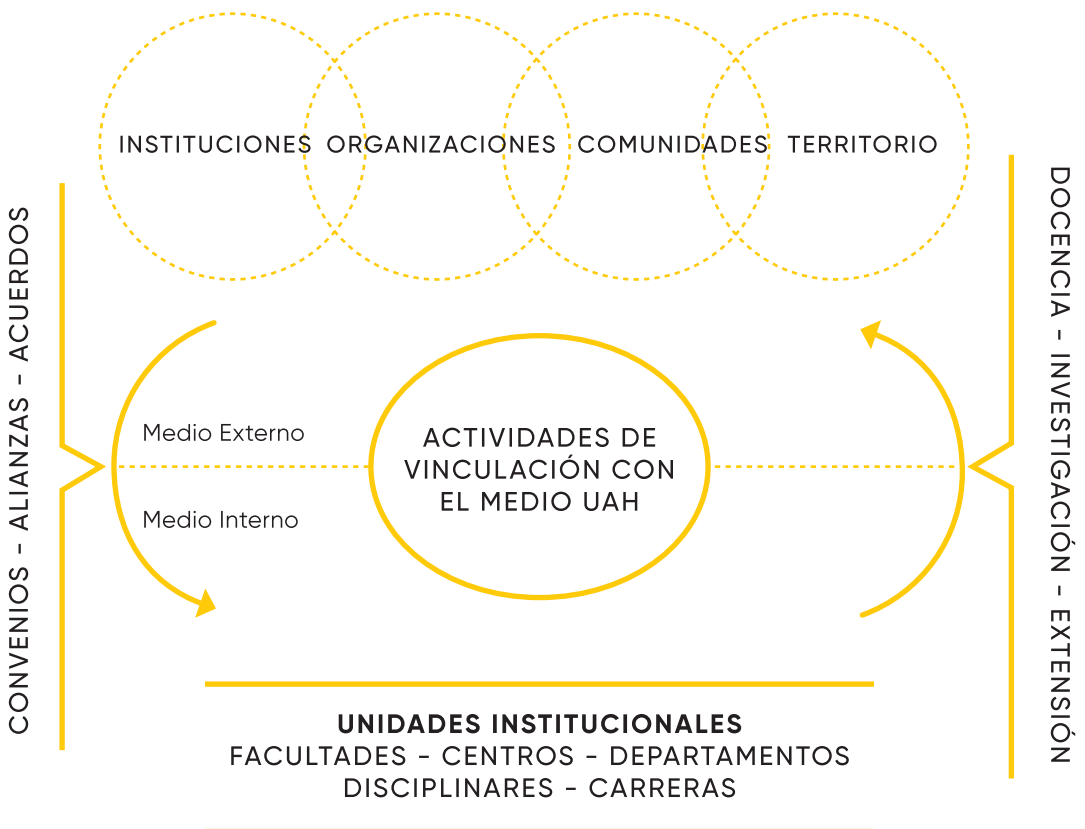 INSTITUCIONES ORGANIZACIONES COMUNIDADES TERRITORIO
CONVENIOS - ALIANZAS - ACUERDOS
DOCENCIA - INVESTIGACIÓN - EXTENSIÓN
Medio Externo
Medio Interno
ACTIVIDADES DE
VINCULACIÓN CON
EL MEDIO UAH
UNIDADES INSTITUCIONALES
FACULTADES - CENTROS - DEPARTAMENTOS
DISCIPLINARES - CARRERAS